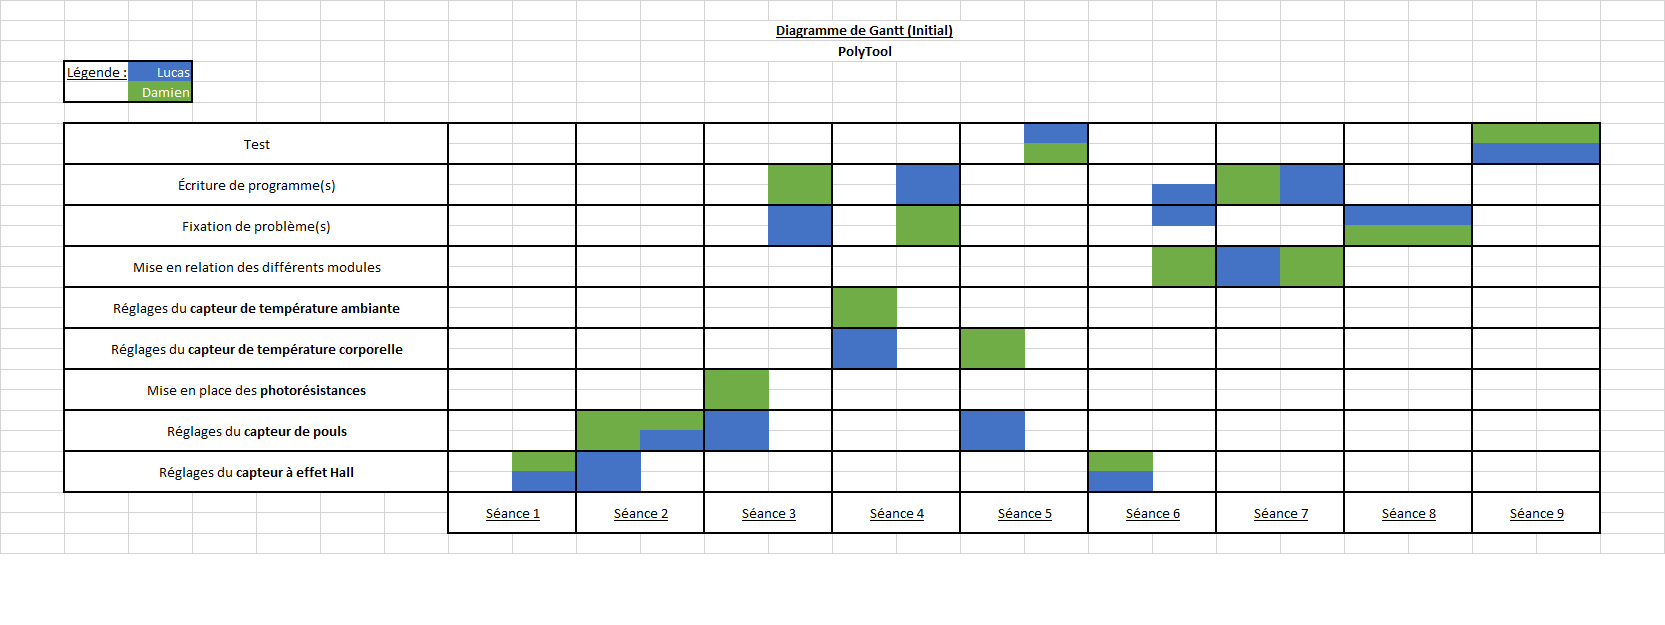 Diagramme de Gantt (Initial)
PolyTool
Légende : Lucas
Damien
Test
Écriture de programme(s)
Fixation de problème(s)
Mise en relation des différents modules
Réglages du capteur de température ambiante
Réglages du capteur de température corporelle
Mise en place des photorésistances
Réglages du capteur de pouls
Réglages du capteur à effet Hall
Séance 1 Séance 2 Séance 3 Séance 4 Séance 5 Séance 6 Séance 7 Séance 8 Séance 9